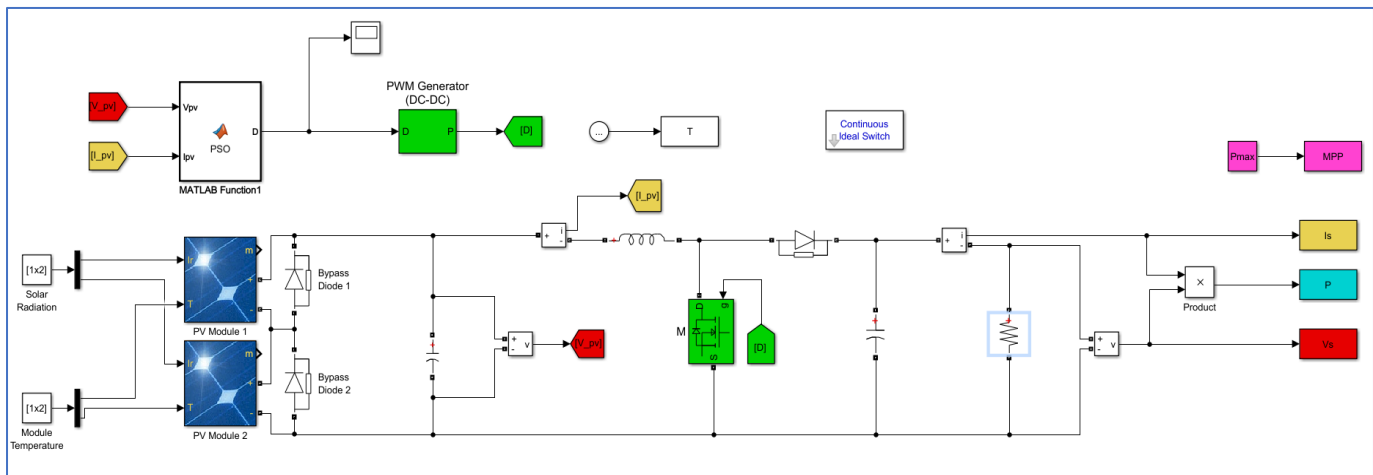 [V_pv]
[I_pv]
Vpv
Ipv
D
PSO
MATLAB Function1
PWM Generator
(DC-DC)
D
P
[D]
...
T
Continuous
Ideal Switch
Pmax
MPP
[I_pv]
[1x2]
Solar
Radiation
Ir
T
m
+
-
PV Module 1
Bypass
Diode 1
[1x2]
Module
Temperature
Ir
T
m
+
-
PV Module 2
Bypass
Diode 2
+
i
-
+
+
+
-
v
[V_pv]
M
D
g
S
[D]
+
+
i
-
+
+
-
v
×
Product
Is
P
Vs